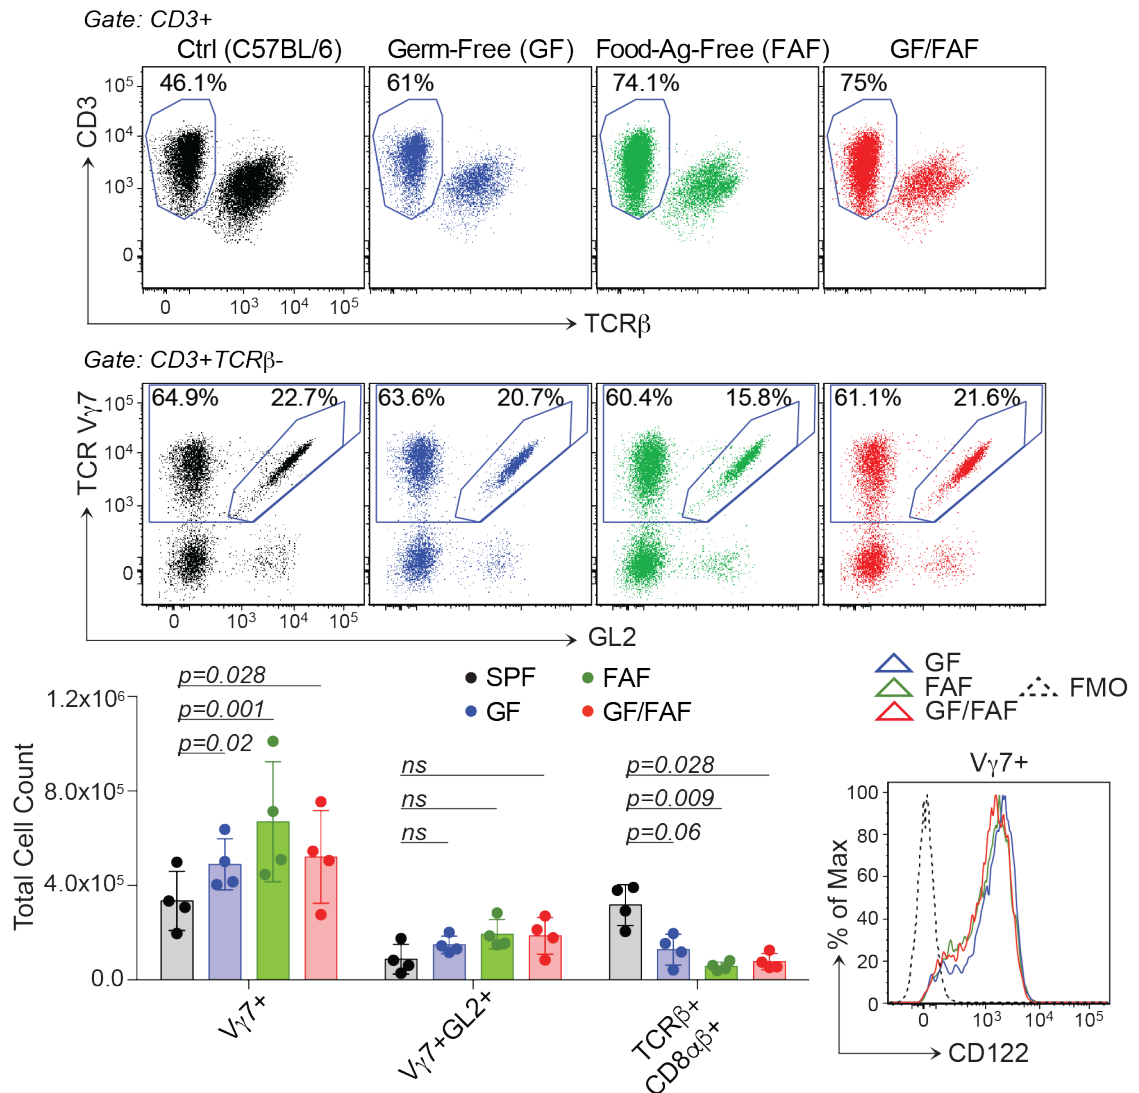 Gate: CD3+
Ctrl (C57BL/6) Germ-Free (GF) Food-Ag-Free (FAF) GF/FAF
46.1% 61% 74.1% 75%
CD3
10⁵
10⁴
10³
0
0 10³ 10⁴ 10⁵
TCRβ
Gate: CD3+TCRβ-
64.9% 22.7% 63.6% 20.7% 60.4% 15.8% 61.1% 21.6%
TCR Vγ7
10⁵
10⁴
10³
0
0 10³ 10⁴ 10⁵
GL2
Total Cell Count
1.2x10⁶
8.0x10⁵
4.0x10⁵
0.0
p=0.028
p=0.001
p=0.02
SPF FAF
GF GF/FAF
ns
ns
ns
p=0.028
p=0.009
p=0.06
Vγ7+
Vγ7+GL2+
TCRβ+
CD8αβ+
GF
FAF FMO
GF/FAF
Vγ7+
% of Max
100
80
60
40
20
0
0 10³ 10⁴ 10⁵
CD122